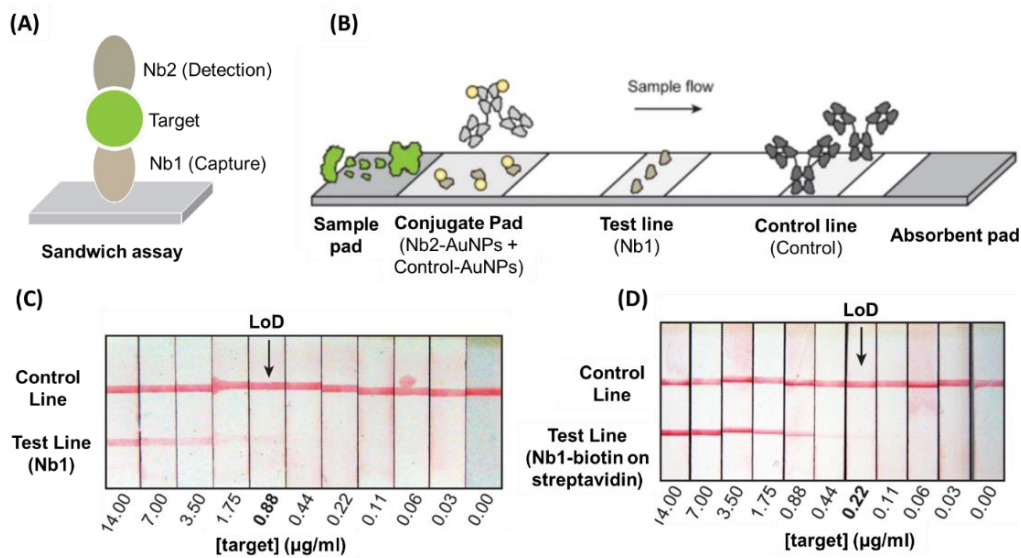 (A)
Nb2 (Detection)
Target
Nb1 (Capture)
Sandwich assay
(B)
Sample flow
Sample
pad
Conjugate Pad
(Nb2-AuNPs +
Control-AuNPs)
Test line
(Nb1)
Control line
(Control)
Absorbent pad
(C)
LoD
Control
Line
Test Line
(Nb1)
14.00
7.00
3.50
1.75
0.88
0.44
0.22
0.11
0.06
0.03
0.00
[target] (µg/ml)
(D)
LoD
Control
Line
Test Line
(Nb1-biotin on
streptavidin)
14.00
7.00
3.50
1.75
0.88
0.44
0.22
0.11
0.06
0.03
0.00
[target] (µg/ml)